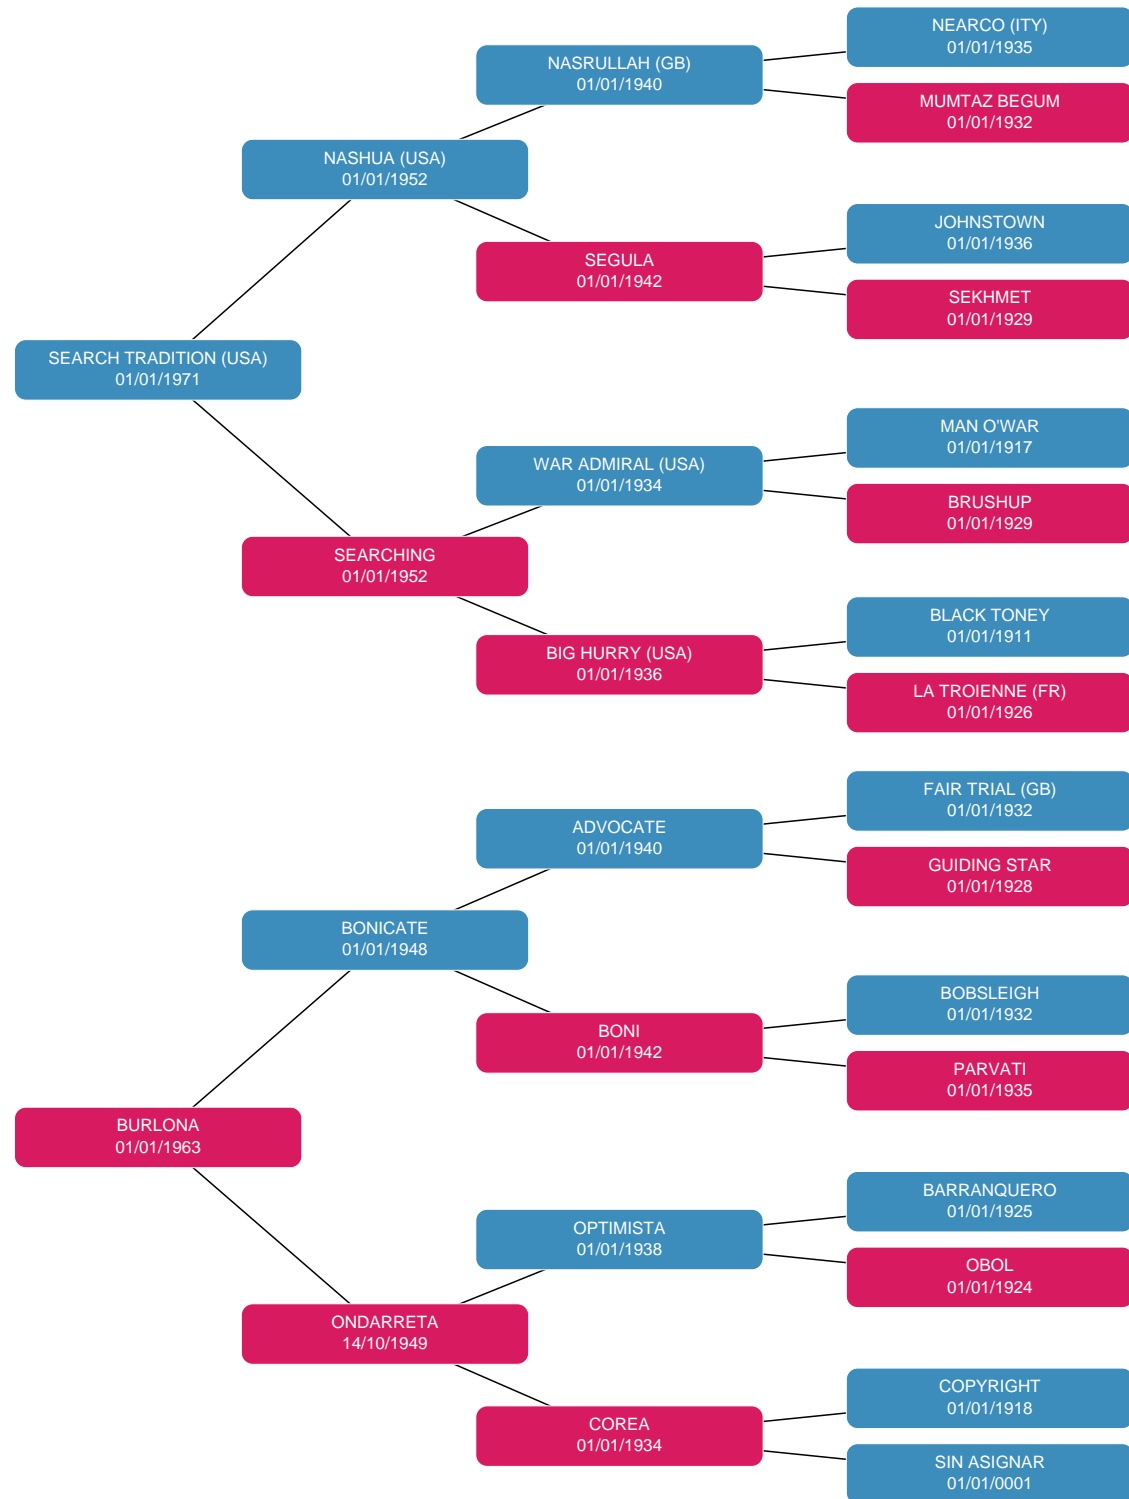 NEARCO (ITY)
01/01/1935
NASRULLAH (GB)
01/01/1940
MUMTAZ BEGUM
01/01/1932
NASHUA (USA)
01/01/1952
JOHNSTOWN
01/01/1936
SEGULA
01/01/1942
SEKHMET
01/01/1929
SEARCH TRADITION (USA)
01/01/1971
MAN O'WAR
01/01/1917
WAR ADMIRAL (USA)
01/01/1934
BRUSHUP
01/01/1929
SEARCHING
01/01/1952
BLACK TONEY
01/01/1911
BIG HURRY (USA)
01/01/1936
LA TROIENNE (FR)
01/01/1926
FAIR TRIAL (GB)
01/01/1932
ADVOCATE
01/01/1940
GUIDING STAR
01/01/1928
BONICATE
01/01/1948
BOBSLEIGH
01/01/1932
BONI
01/01/1942
PARVATI
01/01/1935
BURLONA
01/01/1963
BARRANQUERO
01/01/1925
OPTIMISTA
01/01/1938
OBOL
01/01/1924
ONDARRETA
14/10/1949
COPYRIGHT
01/01/1918
COREA
01/01/1934
SIN ASIGNAR
01/01/0001